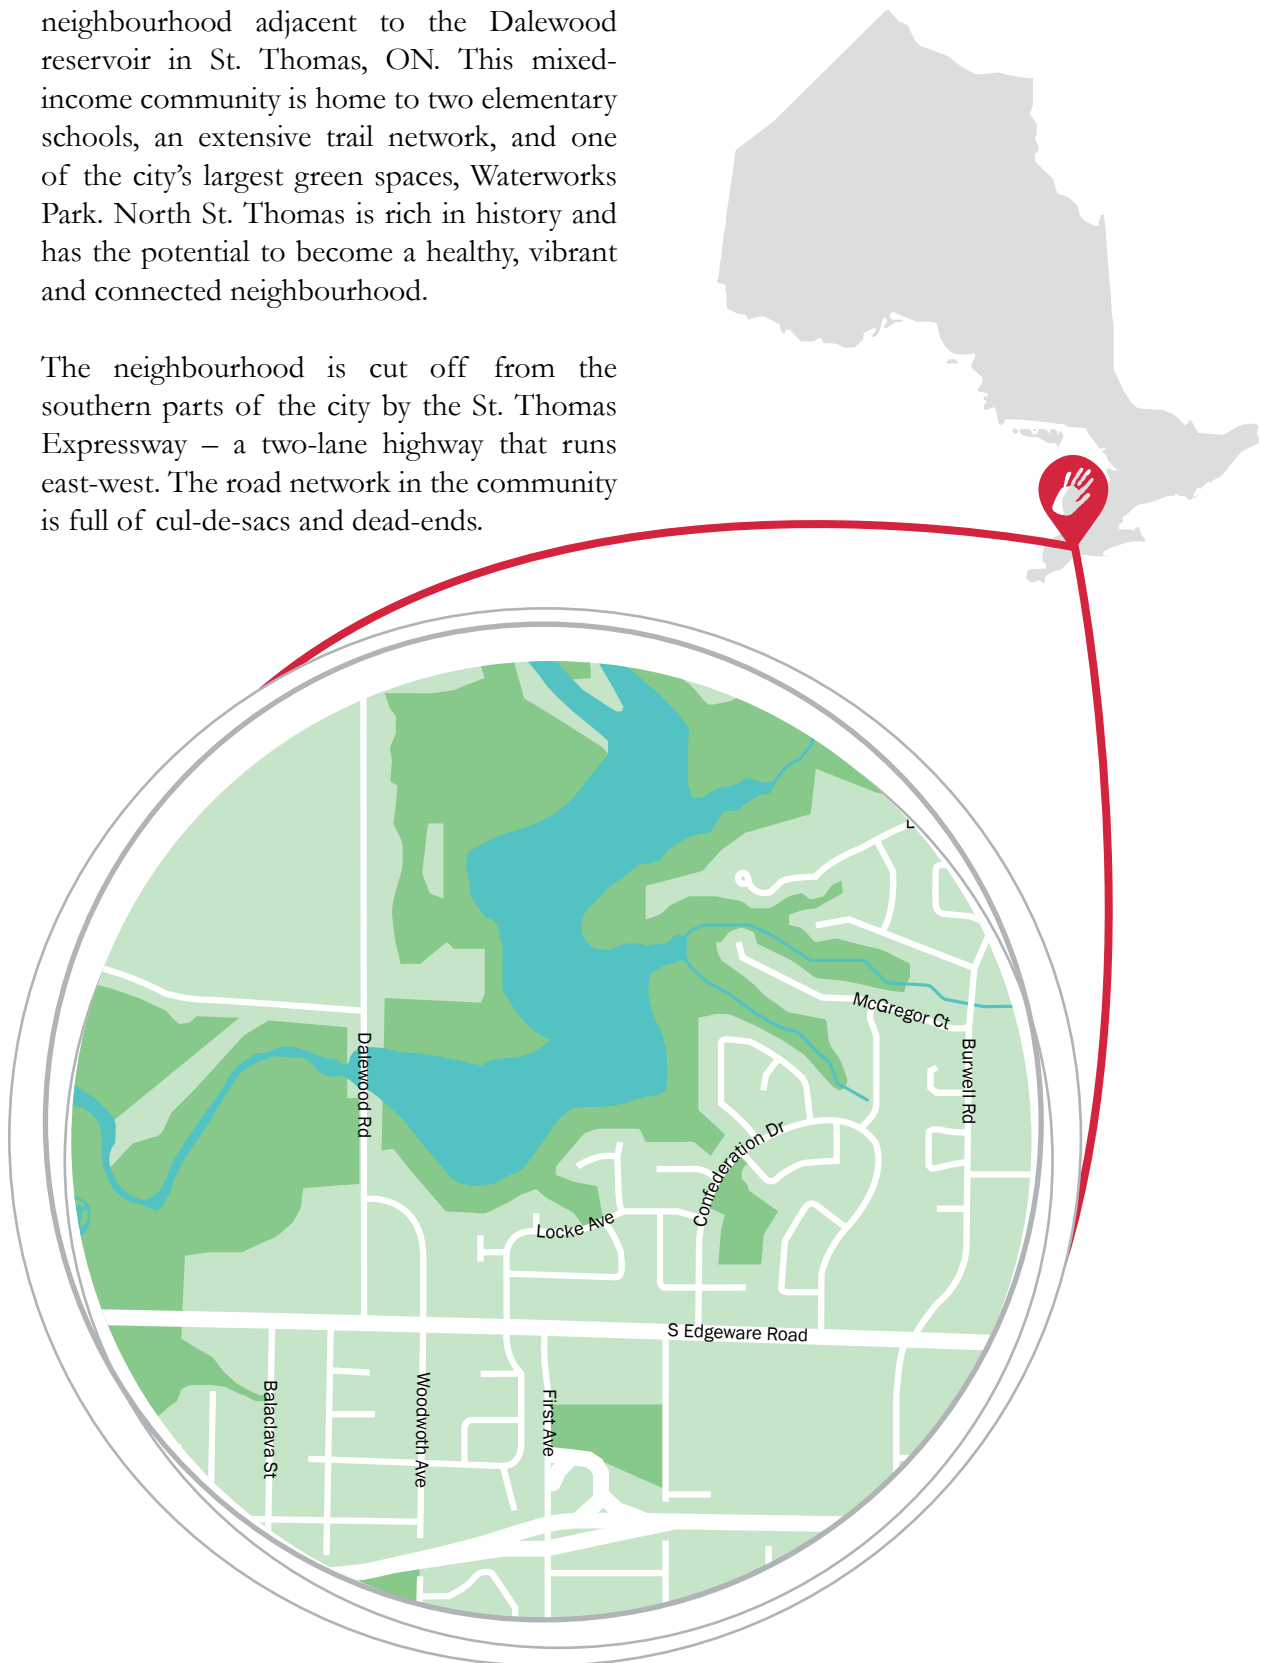 neighbourhood adjacent to the Dalewood
reservoir in St. Thomas, ON. This mixed-
income community is home to two elementary
schools, an extensive trail network, and one
of the city's largest green spaces, Waterworks
Park. North St. Thomas is rich in history and
has the potential to become a healthy, vibrant
and connected neighbourhood.
The neighbourhood is cut off from the
southern parts of the city by the St. Thomas
Expressway – a two-lane highway that runs
east-west. The road network in the community
is full of cul-de-sacs and dead-ends.
McGregor Ct
Dalewood Rd
Burwell Rd
Confederation Dr
Locke Ave
S Edgeware Road
Balaclava St
Woodwoth Ave
First Ave